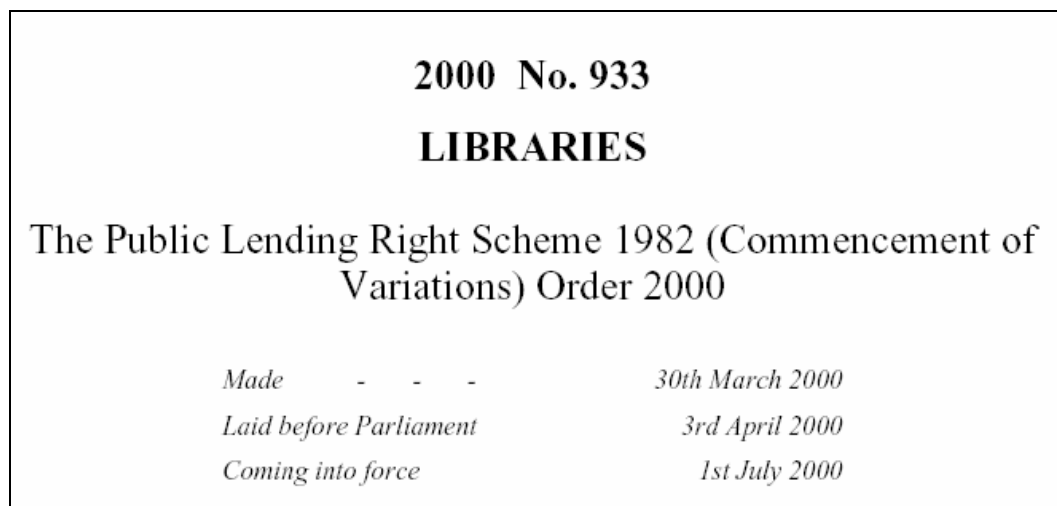 2000 No. 933
LIBRARIES
The Public Lending Right Scheme 1982 (Commencement of
Variations) Order 2000
Made - - - 30th March 2000
Laid before Parliament 3rd April 2000
Coming into force 1st July 2000